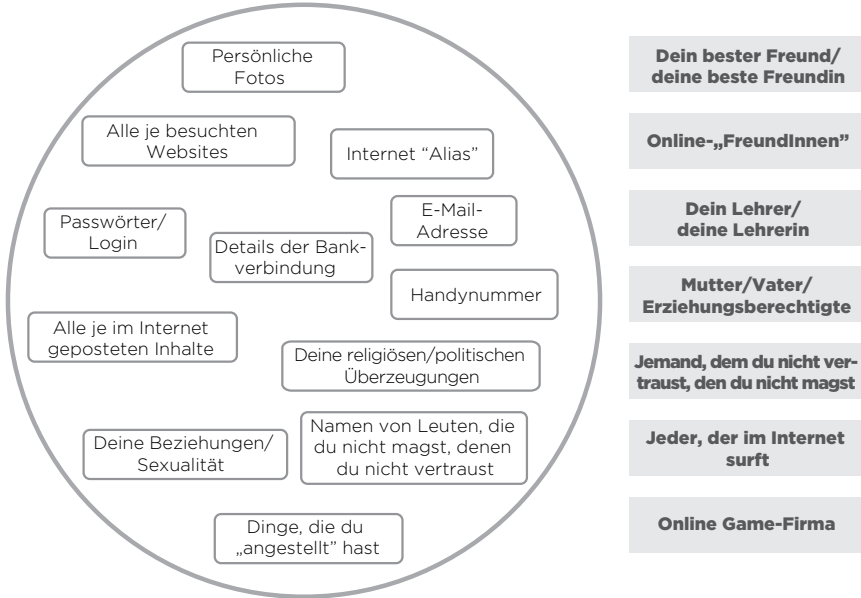 Persönliche
Fotos
Alle je besuchten
Websites
Internet “Alias”
Passwörter/
Login
E-Mail-
Adresse
Details der Bank-
verbindung
Handynummer
Alle je im Internet
geposteten Inhalte
Deine religiösen/politischen
Überzeugungen
Deine Beziehungen/
Sexualität
Namen von Leuten, die
du nicht magst, denen
du nicht vertraust
Dinge, die du
„angestellt” hast
Dein bester Freund/
deine beste Freundin
Online-„FreundInnen”
Dein Lehrer/
deine Lehrerin
Mutter/Vater/
Erziehungsberechtigte
Jemand, dem du nicht ver-
traust, den du nicht magst
Jeder, der im Internet
surft
Online Game-Firma